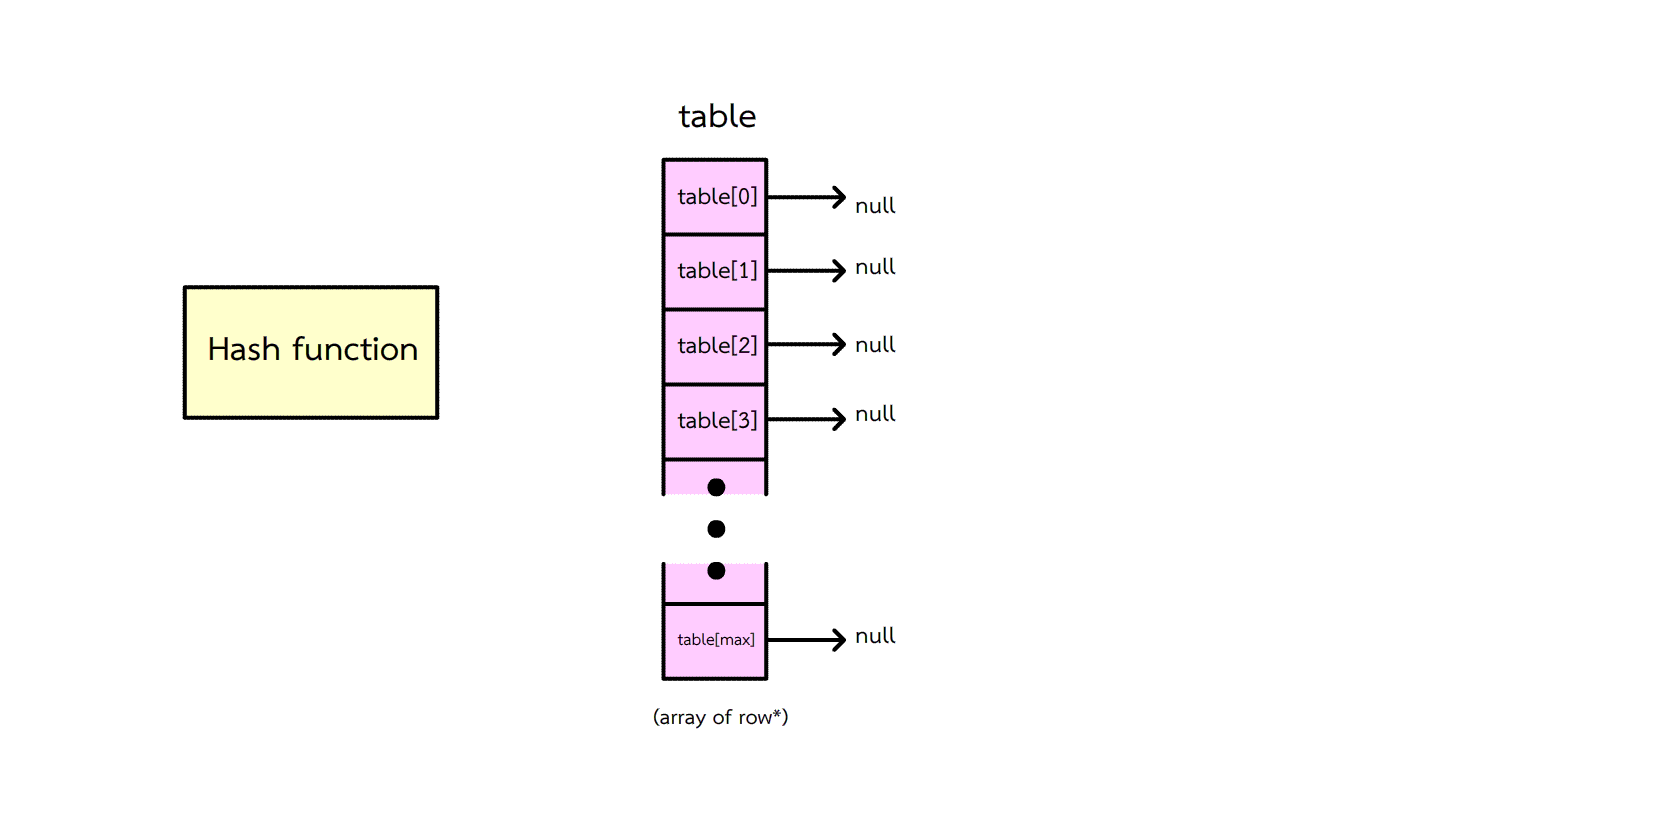 table
table[0]
null
table[1]
null
Hash function
table[2]
null
table[3]
null
table[max]
null
(array of row*)